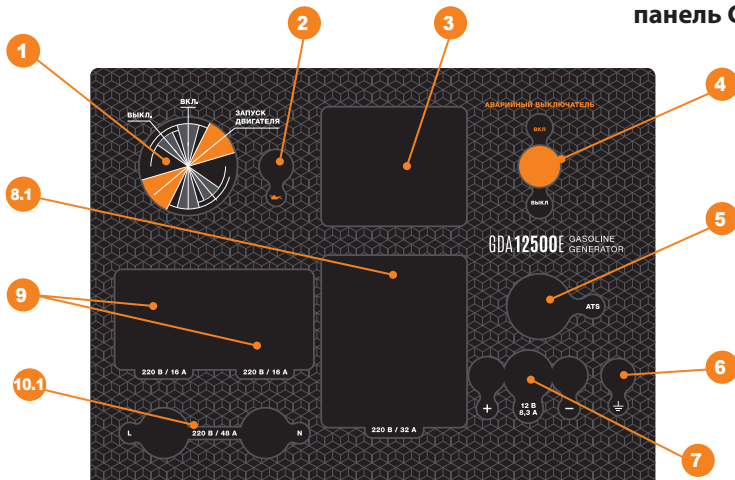 панель G
1
2
3
4
ВЫКЛ.
ВКЛ.
ЗАПУСК
ДВИГАТЕЛЯ
АВАРИЙНЫЙ ВЫКЛЮЧАТЕЛЬ
ВКЛ
ВЫКЛ
8.1
5
GDA12500E GASOLINE
GENERATOR
ATS
9
220 В / 16 А
220 В / 16 А
6
+
12 В
8,3 А
–
10.1
L
220 В / 48 А
N
220 В / 32 А
7